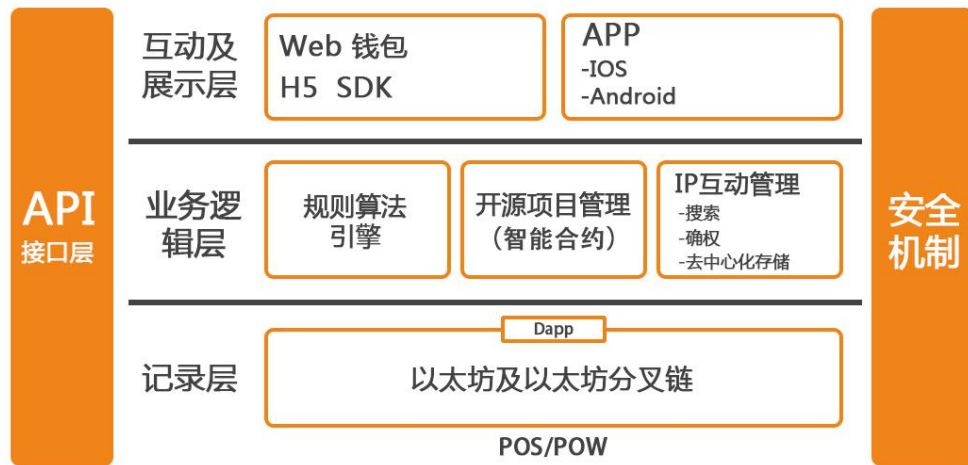 API
接口层
互动及
展示层
Web 钱包
H5 SDK
APP
-IOS
-Android
业务逻
辑层
规则算法
引擎
开源项目管理
（智能合约）
IP互动管理
-搜索
-确权
-去中心化存储
记录层
Dapp
以太坊及以太坊分叉链
POS/POW
安全
机制